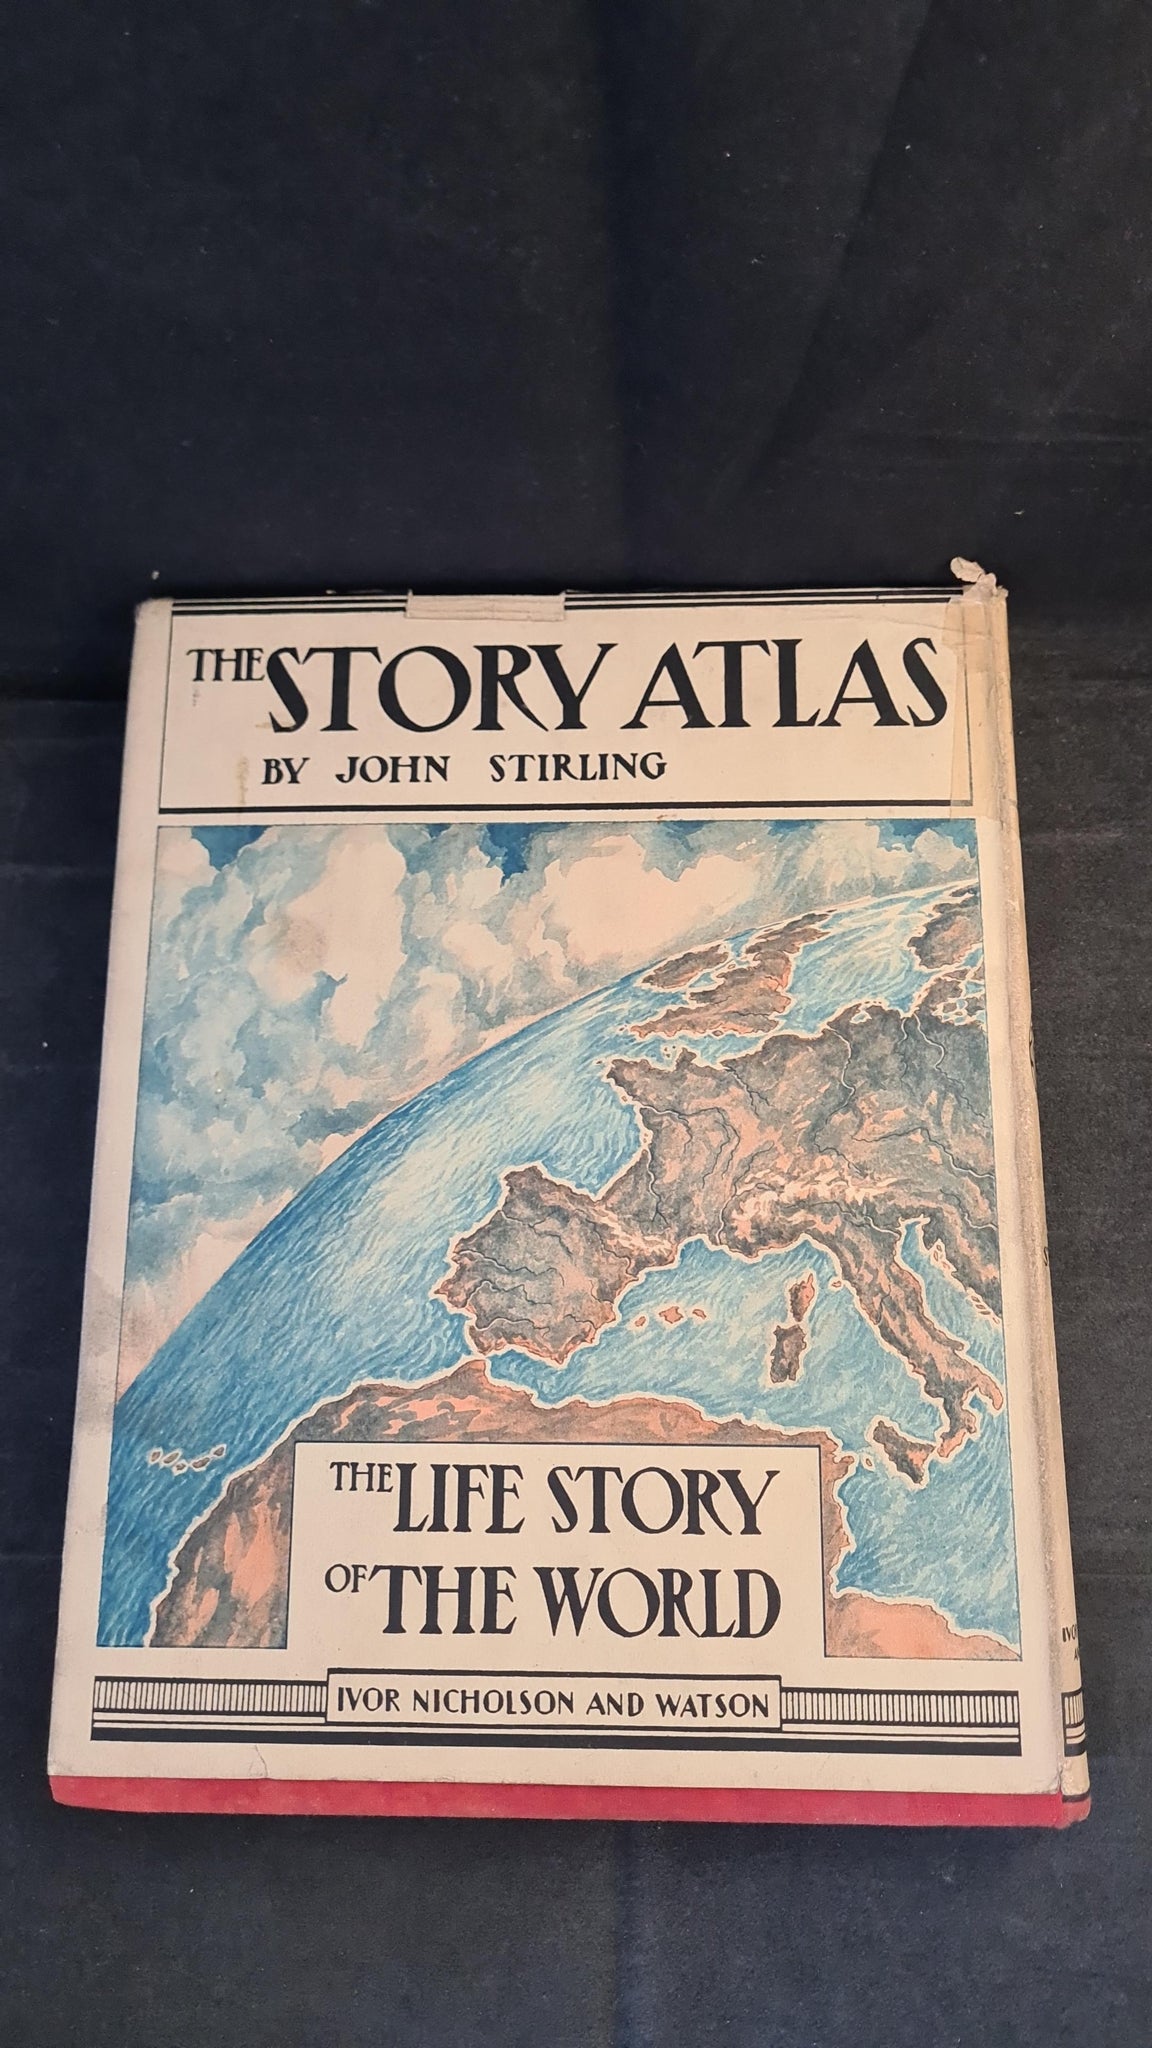 THE STORY ATLAS
BY JOHN STIRLING
THE LIFE STORY
OF THE WORLD
IVOR NICHOLSON AND WATSON